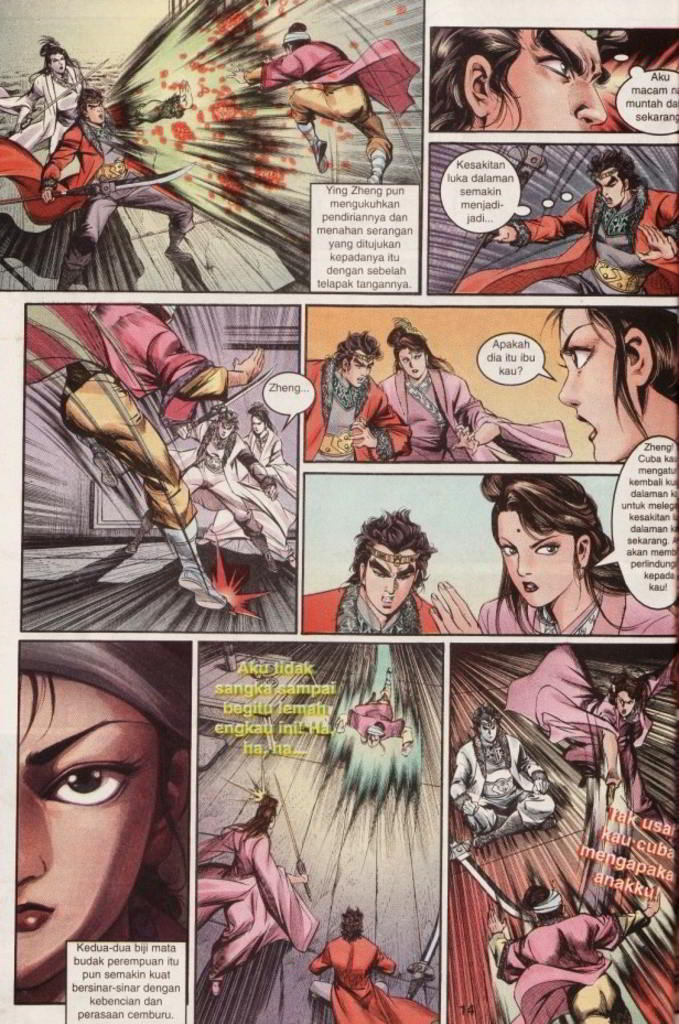 Ying Zheng pun
mengukuhkan
pendiriannya dan
menahan serangan
yang ditujukan
kepadanya itu
dengan sebelah
telapak tangannya.
Aku
macam
muntah
sekarang
Kesakitan
luka dalaman
semakin
menjadi-
jadi...
Zheng...
Apakah
dia itu ibu
kau?
Zheng!
Cuba
kembali
dalaman
untuk
kesakitan
dalaman
sekarang.
akan
kepada
kau!
Kedua-dua biji mata
budak perempuan itu
pun semakin kuat
bersinar-sinar dengan
kebencian dan
perasaan cemburu.
Aku tidak
sangka sampai
begitu lemah
engkau ini! Ha,
ha, ha...
Tak usah
kau cuba
mengapakan
anakku!
14